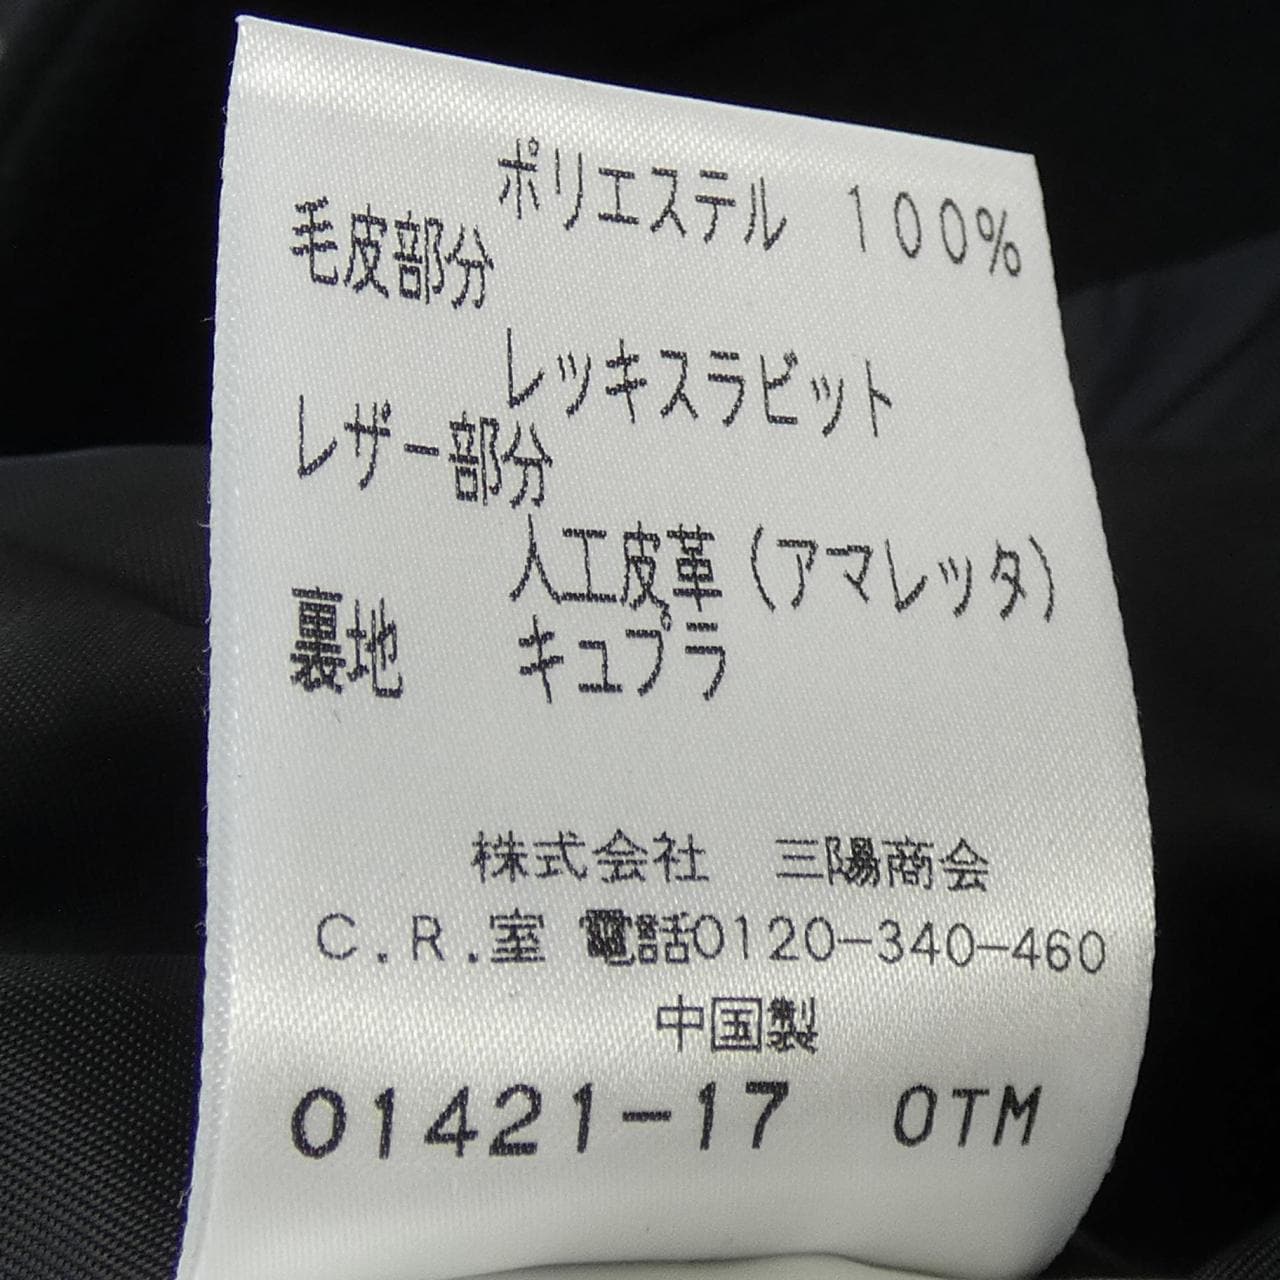 ポリエステル 100%
毛皮部分
レッキスラビット
レザー部分
人工皮革(アマレッタ)
裏地 キュプラ
株式会社 三陽商会
C.R.室 電話0120-340-460
中国製
01421-17 OTM